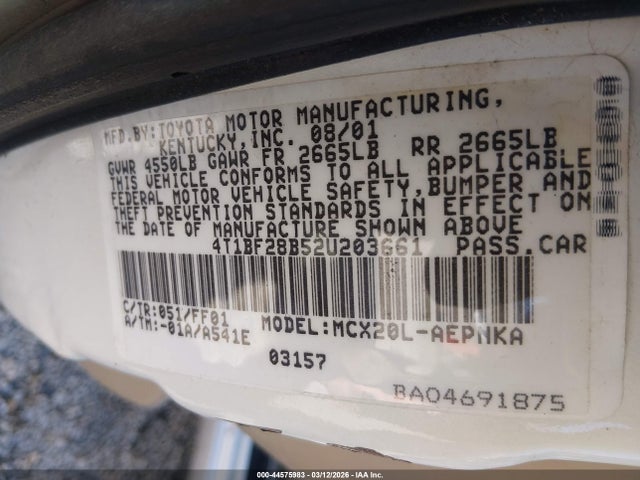 MFD.BY:TOYOTA MOTOR MANUFACTURING,
KENTUCKY,INC. 08/01
GVWR 4550LB GAWR FR 2665LB RR 2665LB
THIS VEHICLE CONFORMS TO ALL APPLICABLE
FEDERAL MOTOR VEHICLE SAFETY,BUMPER AND
THEFT PREVENTION STANDARDS IN EFFECT ON
THE DATE OF MANUFACTURE SHOWN ABOVE
4T1BF28B52U203661 PASS.CAR
C/TR:051/FF01
A/TM:-01A/A541E
MODEL:MCX20L-AEPNKA
03157
BA04691875
000-44575983 - 03/12/2026 - IAA Inc.